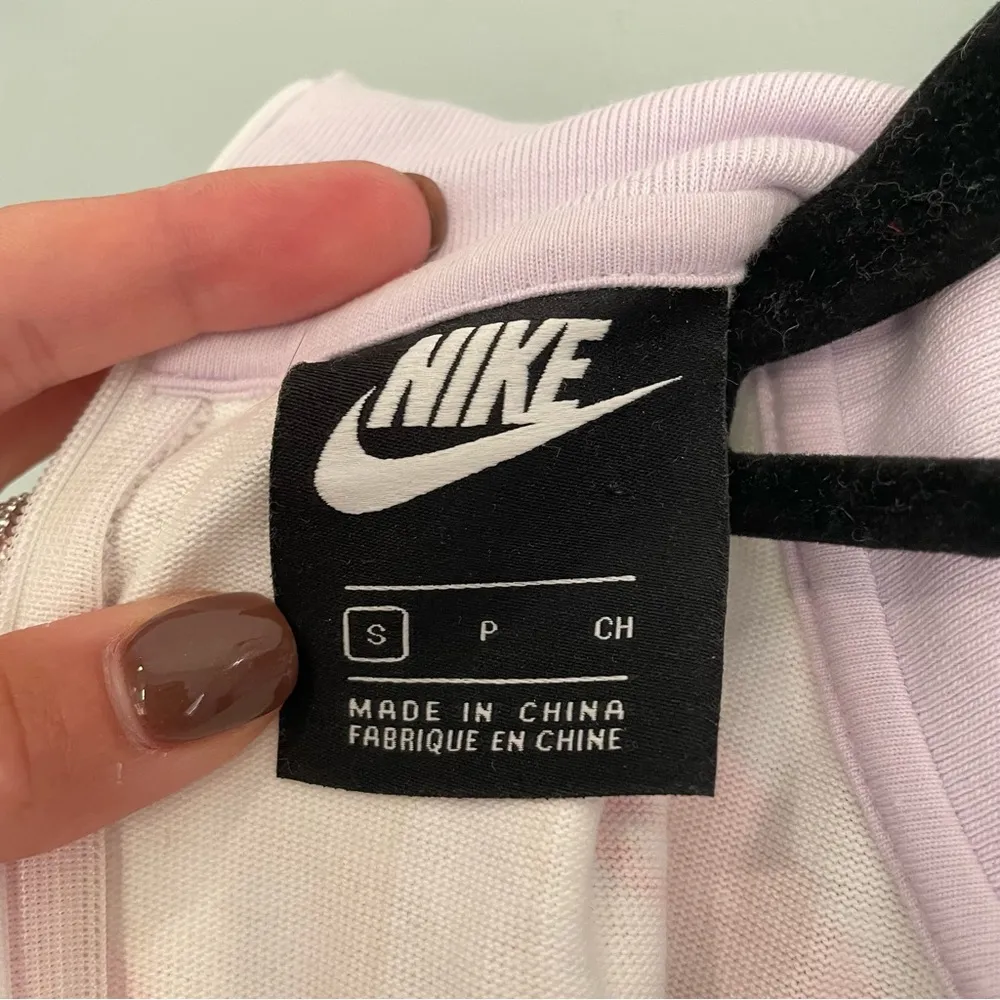 NIKE
S P CH
MADE IN CHINA
FABRIQUE EN CHINE